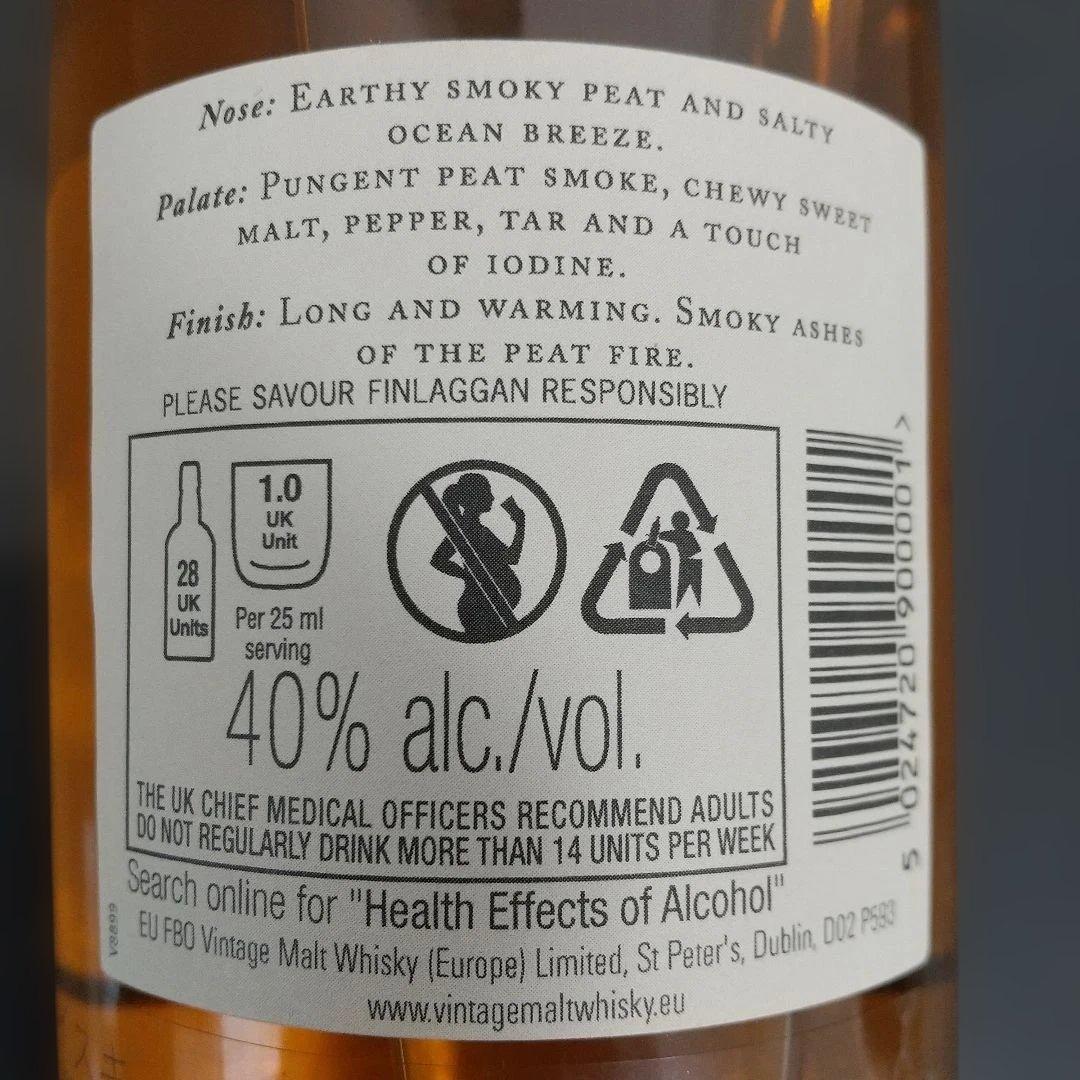 Nose: EARTHY SMOKY PEAT AND SALTY
OCEAN BREEZE.
Palate: PUNGENT PEAT SMOKE, CHEWY SWEET
MALT, PEPPER, TAR AND A TOUCH
OF IODINE.
Finish: LONG AND WARMING. SMOKY ASHES
OF THE PEAT FIRE.
PLEASE SAVOUR FINLAGGAN RESPONSIBLY
28
UK
Units
1.0
UK
Unit
Per 25 ml
serving
40% alc./vol.
THE UK CHIEF MEDICAL OFFICERS RECOMMEND ADULTS
DO NOT REGULARLY DRINK MORE THAN 14 UNITS PER WEEK
Search online for "Health Effects of Alcohol"
EU FBO Vintage Malt Whisky (Europe) Limited, St Peter's, Dublin, D02 P593
www.vintagemaltwhisky.eu
5 024720 900001 >
V8899